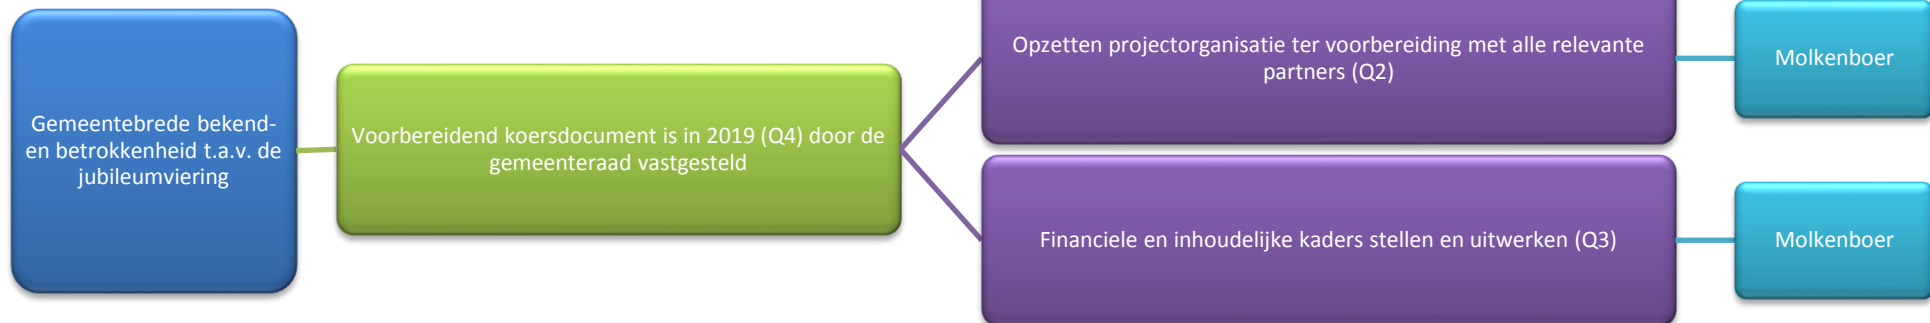 Gemeentebrede bekend-
en betrokkenheid t.a.v. de
jubileumviering
Voorbereidend koersdocument is in 2019 (Q4) door de
gemeenteraad vastgesteld
Opzetten projectorganisatie ter voorbereiding met alle relevante
partners (Q2)
Molkenboer
Financiele en inhoudelijke kaders stellen en uitwerken (Q3)
Molkenboer